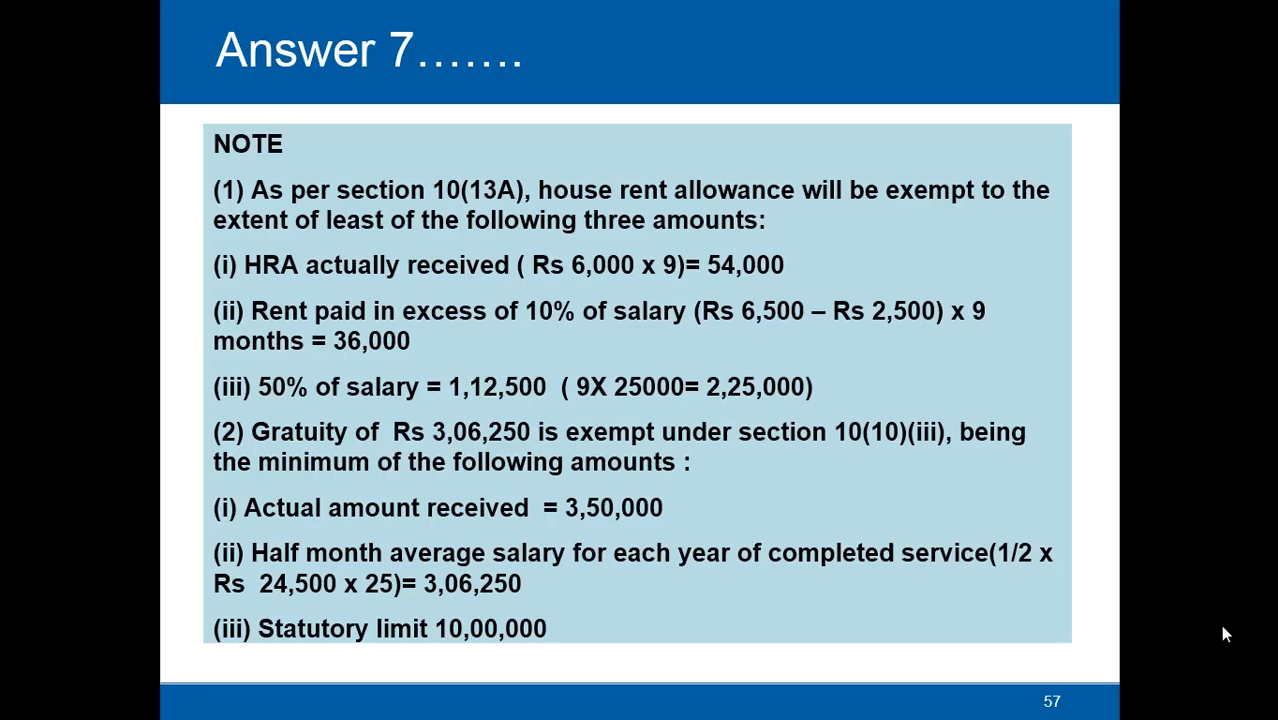 Answer 7…….
NOTE
(1) As per section 10(13A), house rent allowance will be exempt to the
extent of least of the following three amounts:
(i) HRA actually received ( Rs 6,000 x 9)= 54,000
(ii) Rent paid in excess of 10% of salary (Rs 6,500 – Rs 2,500) x 9
months = 36,000
(iii) 50% of salary = 1,12,500 ( 9X 25000= 2,25,000)
(2) Gratuity of Rs 3,06,250 is exempt under section 10(10)(iii), being
the minimum of the following amounts :
(i) Actual amount received = 3,50,000
(ii) Half month average salary for each year of completed service(1/2 x
Rs 24,500 x 25)= 3,06,250
(iii) Statutory limit 10,00,000
57